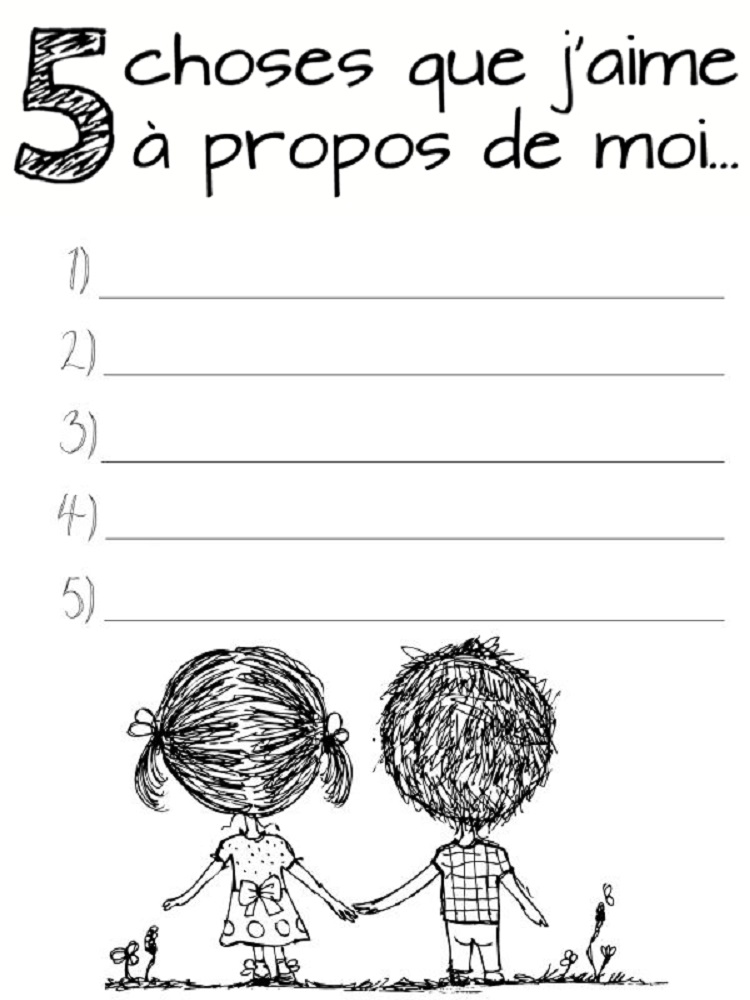 5 choses que j'aime
à propos de moi...
1)
2)
3)
4)
5)